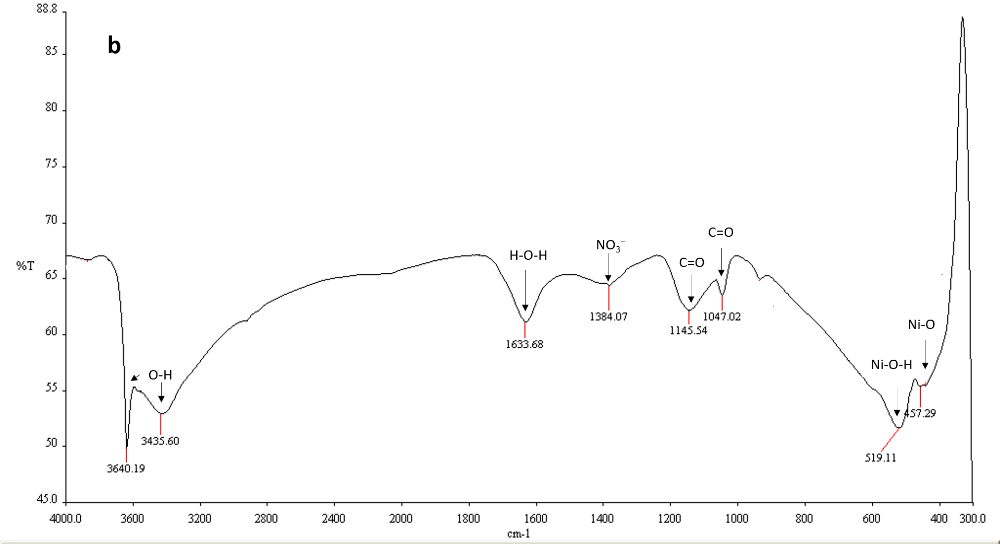 88.8
b
85
80
75
70
C=O
NO₃⁻
H-O-H
C=O
%T
65
1384.07
1047.02
1145.54
60
Ni-O
1633.68
Ni-O-H
O-H
55
457.29
3435.60
50
519.11
3640.19
45.0
4000.0 3600 3200 2800 2400 2000 1800 1600 1400 1200 1000 800 600 400 300.0
cm-1